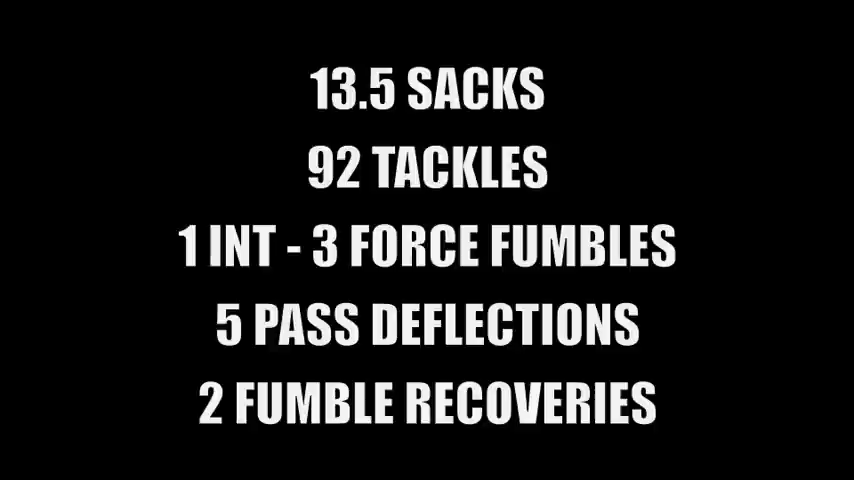 13.5 SACKS
92 TACKLES
1 INT - 3 FORCE FUMBLES
5 PASS DEFLECTIONS
2 FUMBLE RECOVERIES